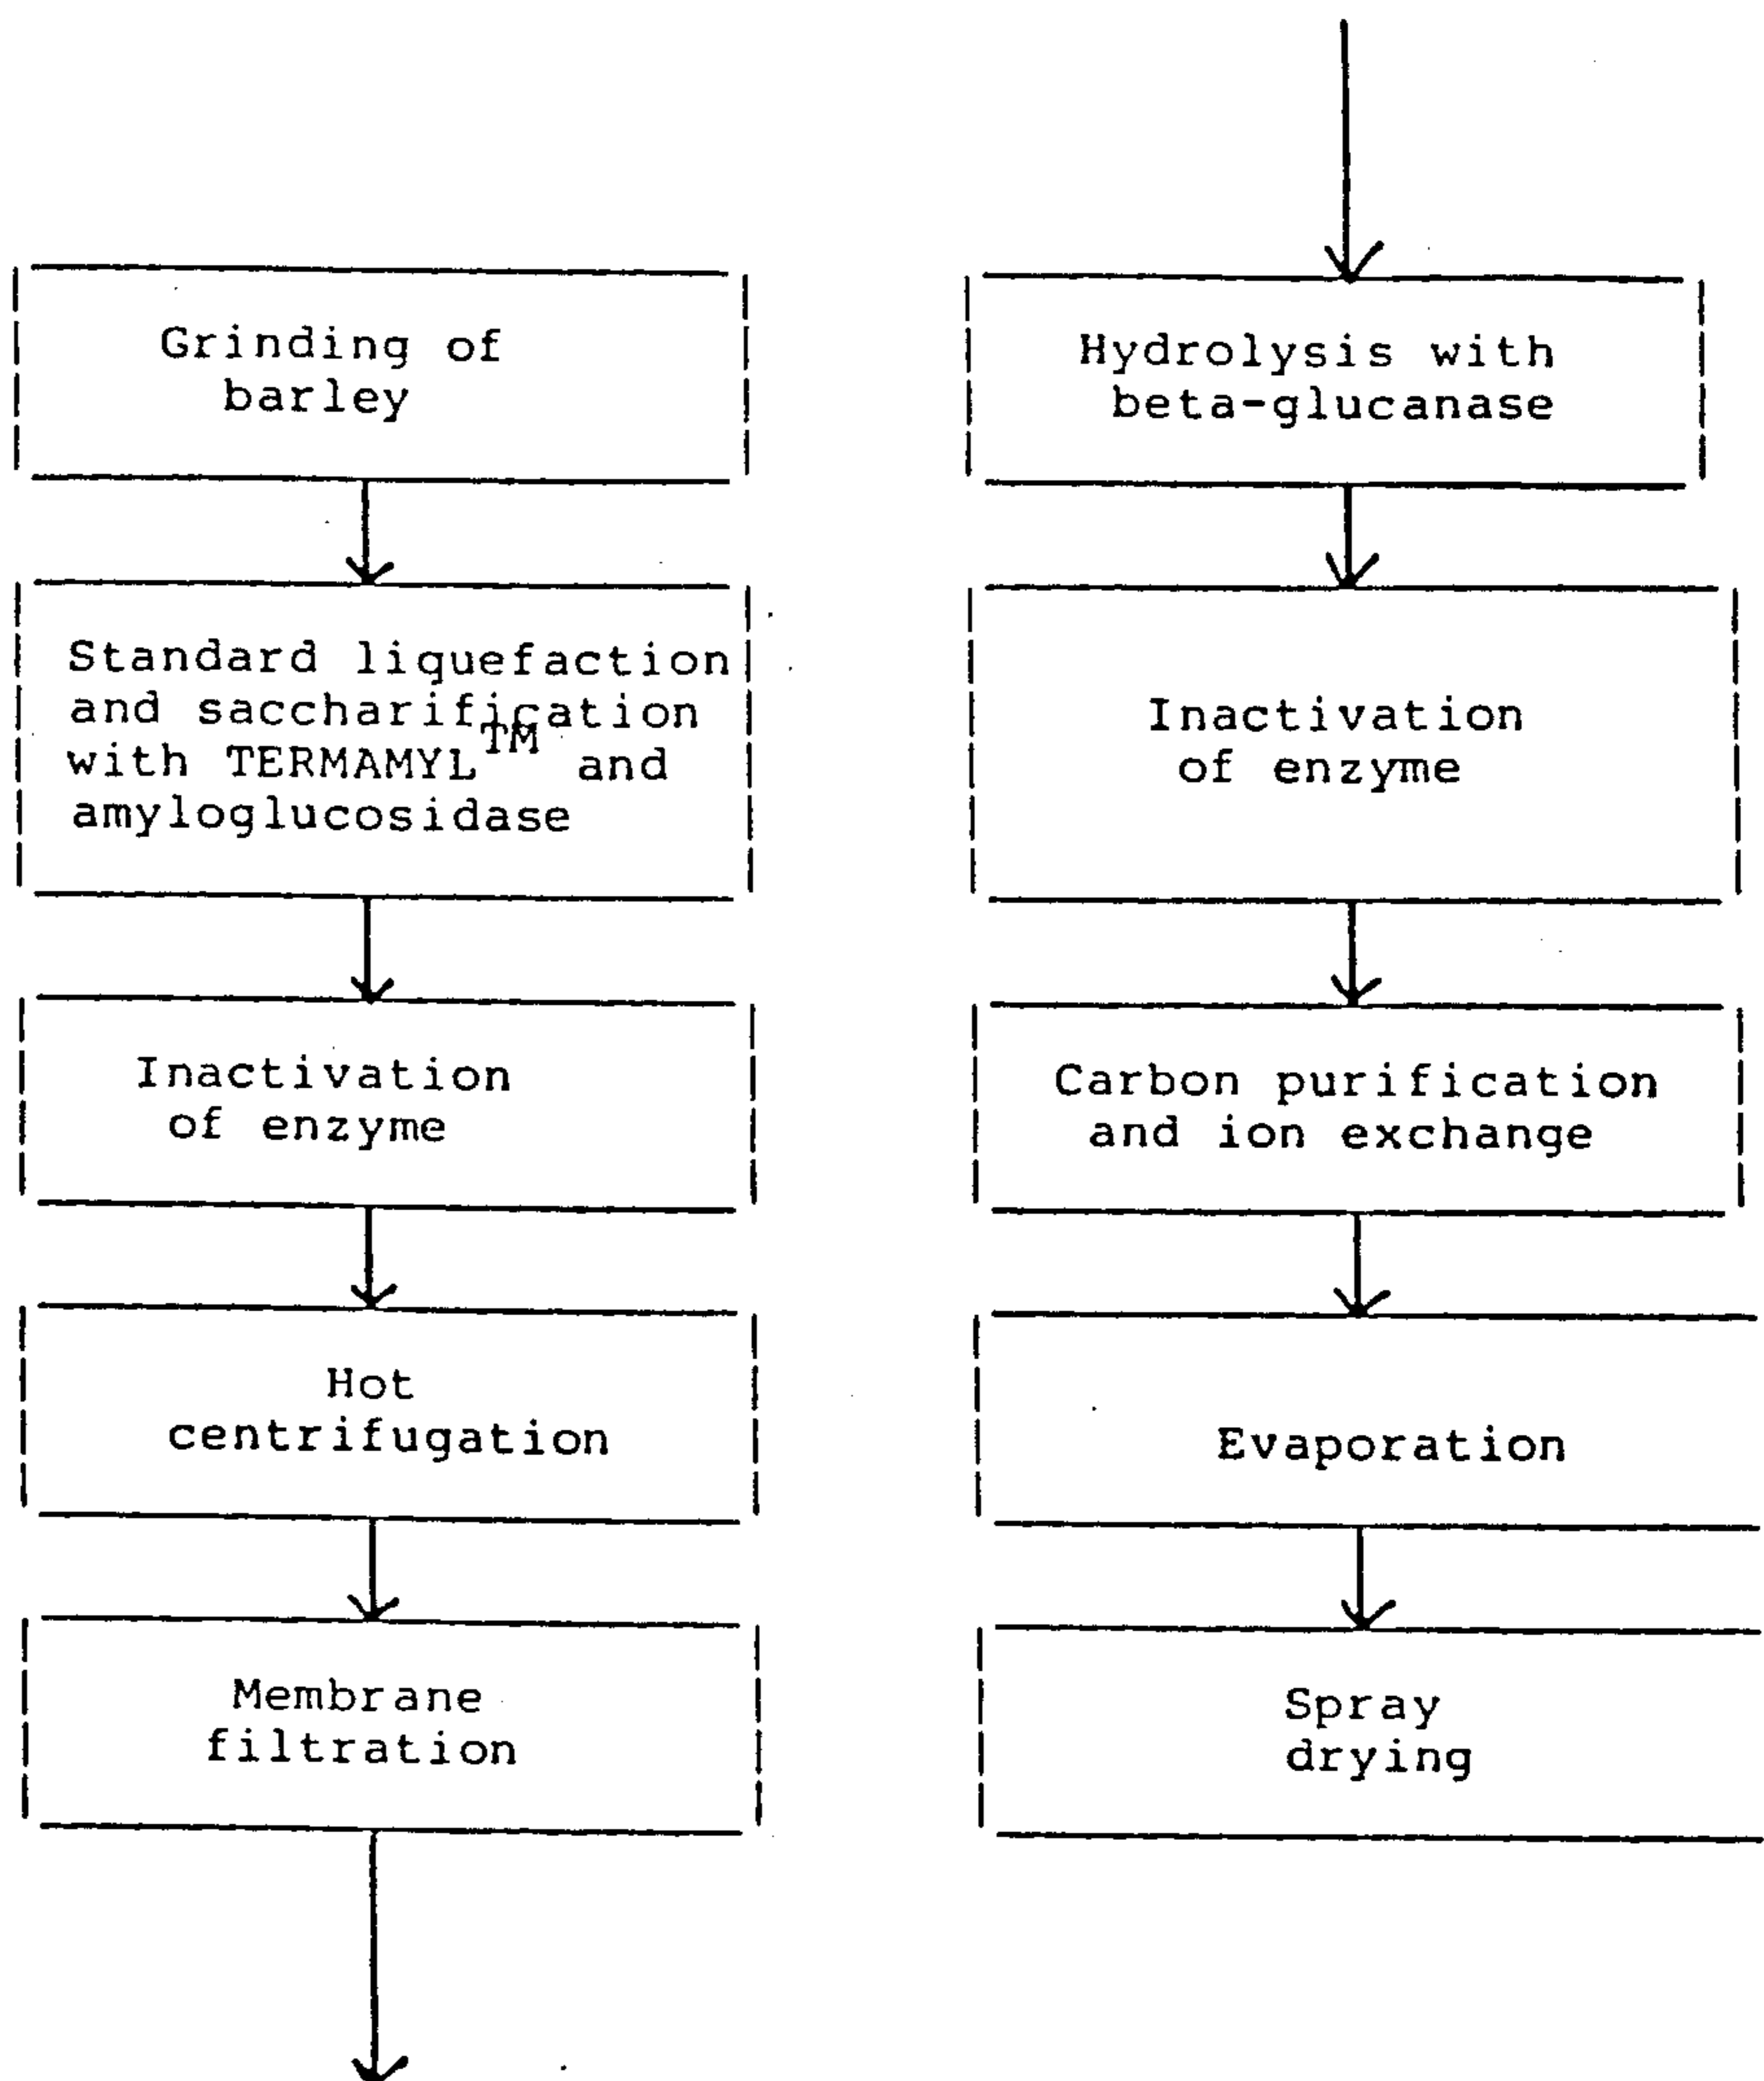 Grinding of
barley
Standard liquefaction
and saccharification
with TERMAMYL™ and
amyloglucosidase
Inactivation
of enzyme
Hot
centrifugation
Membrane
filtration
Hydrolysis with
beta-glucanase
Inactivation
of enzyme
Carbon purification
and ion exchange
Evaporation
Spray
drying